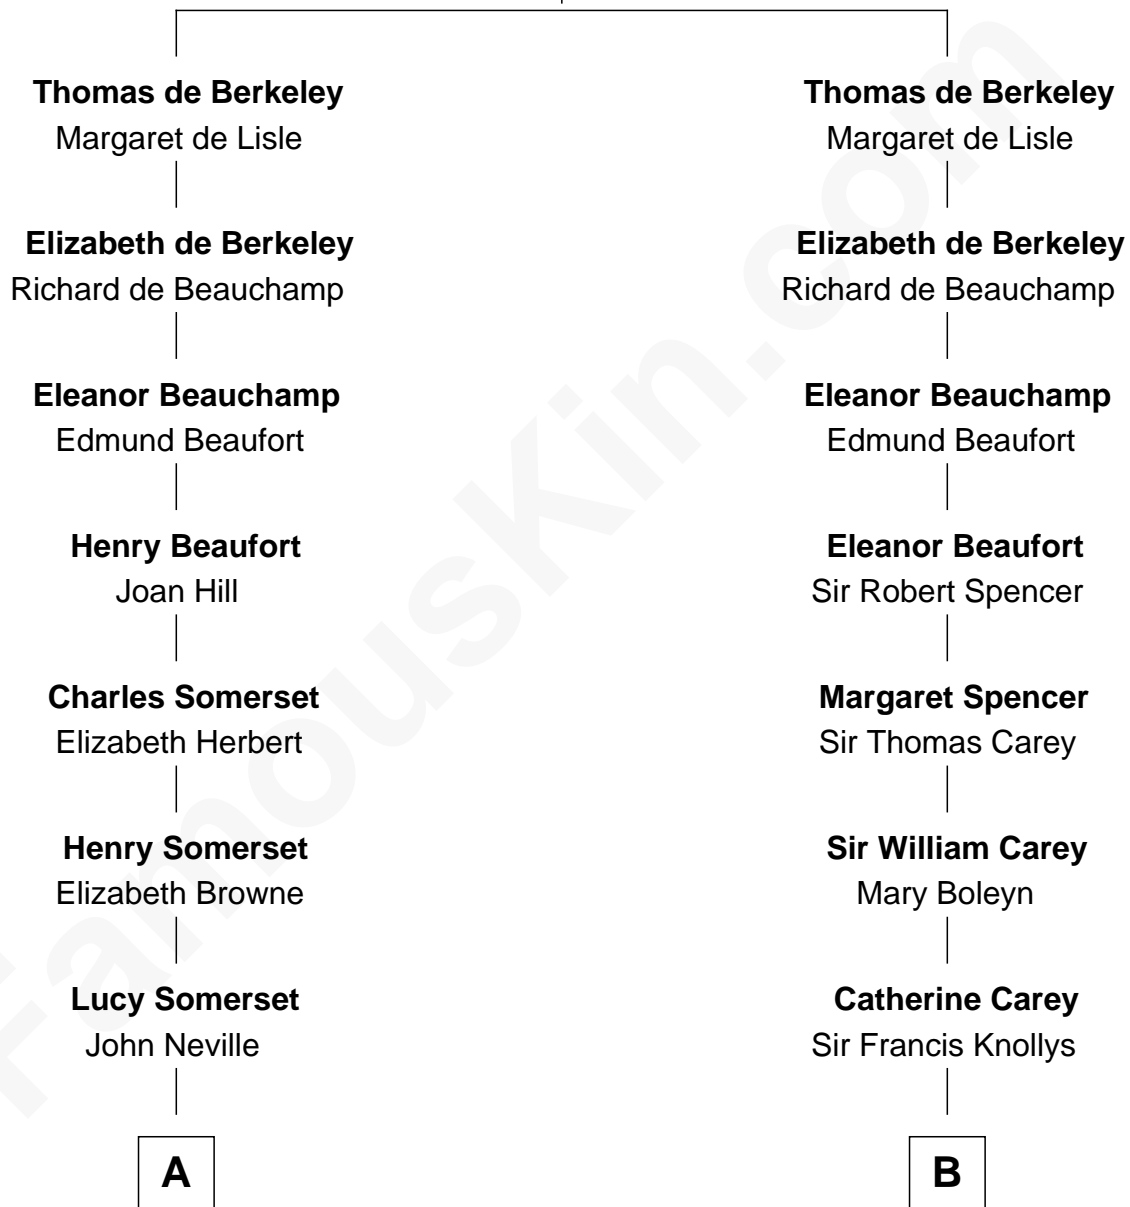 Thomas de Berkeley
Margaret de Lisle
Elizabeth de Berkeley
Richard de Beauchamp
Eleanor Beauchamp
Edmund Beaufort
Henry Beaufort
Joan Hill
Charles Somerset
Elizabeth Herbert
Henry Somerset
Elizabeth Browne
Lucy Somerset
John Neville
A
Thomas de Berkeley
Margaret de Lisle
Elizabeth de Berkeley
Richard de Beauchamp
Eleanor Beauchamp
Edmund Beaufort
Eleanor Beaufort
Sir Robert Spencer
Margaret Spencer
Sir Thomas Carey
Sir William Carey
Mary Boleyn
Catherine Carey
Sir Francis Knollys
B
FamousKin.com